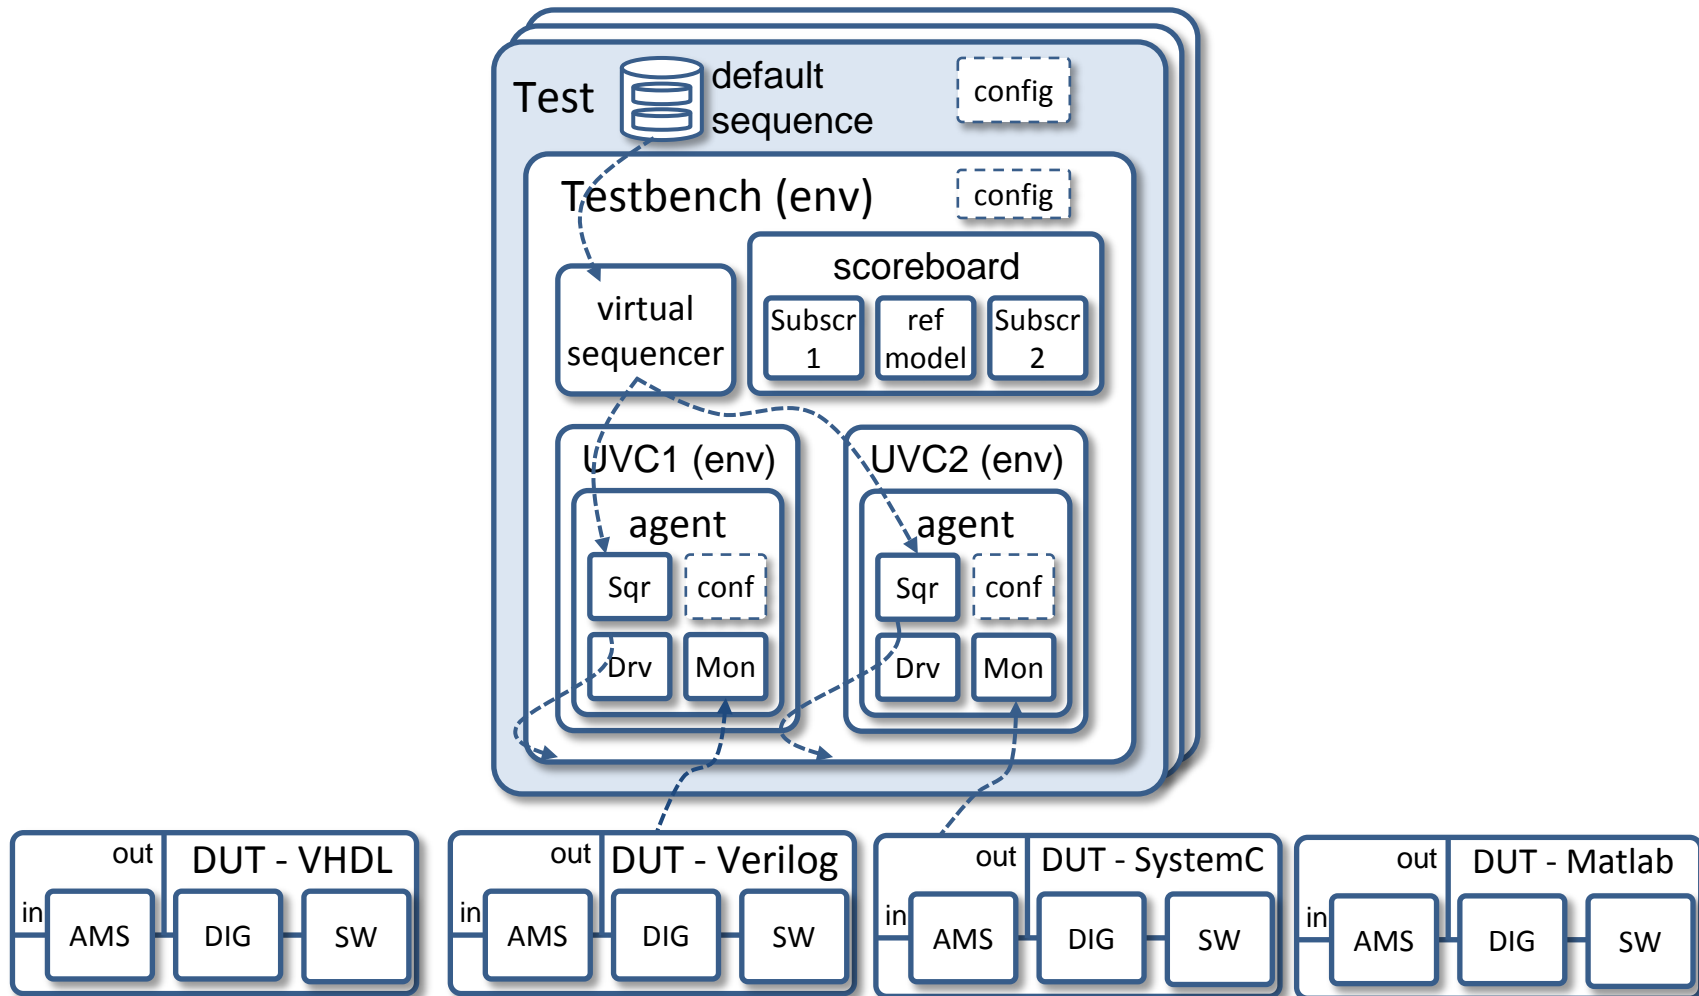 Test
default
sequence
config
Testbench (env)
config
virtual
sequencer
scoreboard
Subscr
1
ref
model
Subscr
2
UVC1 (env)
agent
Sqr
conf
Drv
Mon
UVC2 (env)
agent
Sqr
conf
Drv
Mon
out
DUT - VHDL
in
AMS
DIG
SW
out
DUT - Verilog
in
AMS
DIG
SW
out
DUT - SystemC
in
AMS
DIG
SW
out
DUT - Matlab
in
AMS
DIG
SW